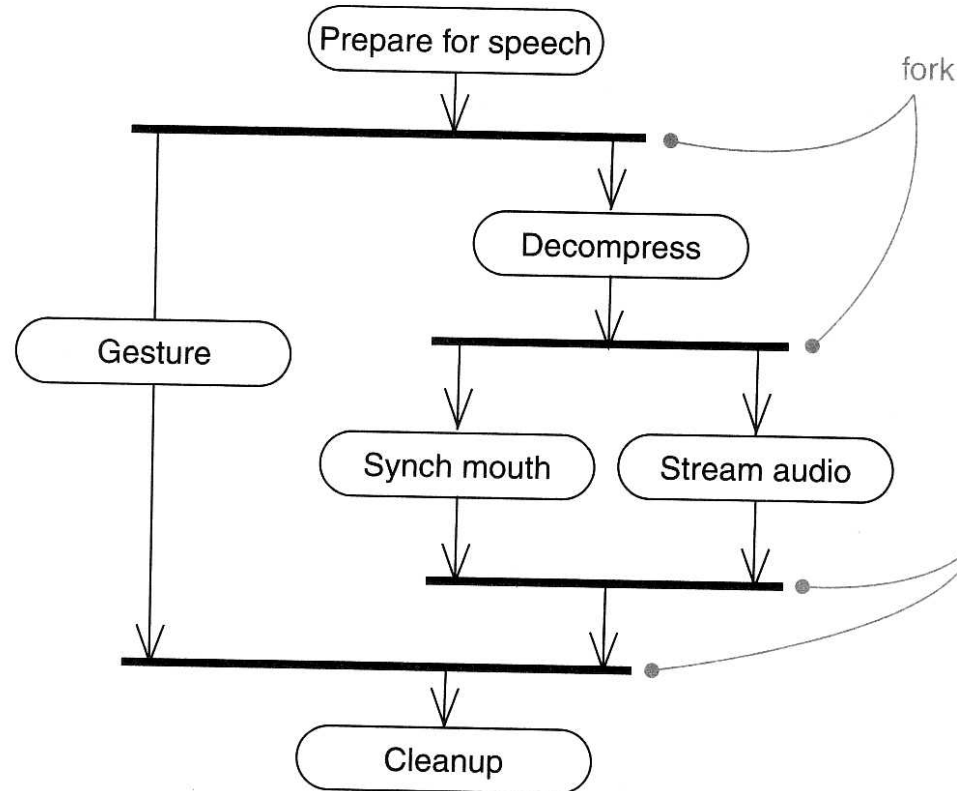 Prepare for speech
fork
Decompress
Gesture
Synch mouth
Stream audio
Cleanup